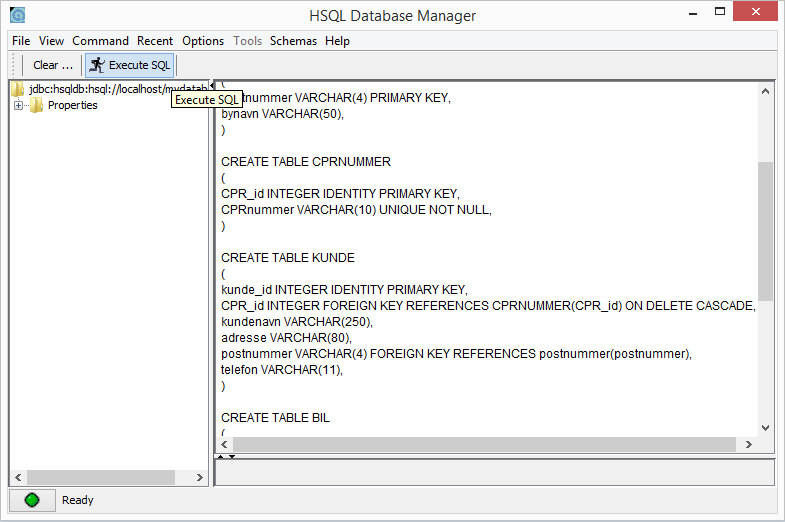 HSQL Database Manager
File View Command Recent Options Tools Schemas Help
Clear ... Execute SQL
jdbc:hsqldb:hsql://localhost/mydatab
Execute SQL
Properties
(
tnummer VARCHAR(4) PRIMARY KEY,
bynavn VARCHAR(50),
)
CREATE TABLE CPRNUMMER
(
CPR_id INTEGER IDENTITY PRIMARY KEY,
CPRnummer VARCHAR(10) UNIQUE NOT NULL,
)
CREATE TABLE KUNDE
(
kunde_id INTEGER IDENTITY PRIMARY KEY,
CPR_id INTEGER FOREIGN KEY REFERENCES CPRNUMMER(CPR_id) ON DELETE CASCADE,
kundenavn VARCHAR(250),
adresse VARCHAR(80),
postnummer VARCHAR(4) FOREIGN KEY REFERENCES postnummer(postnummer),
telefon VARCHAR(11),
)
CREATE TABLE BIL
(
Ready